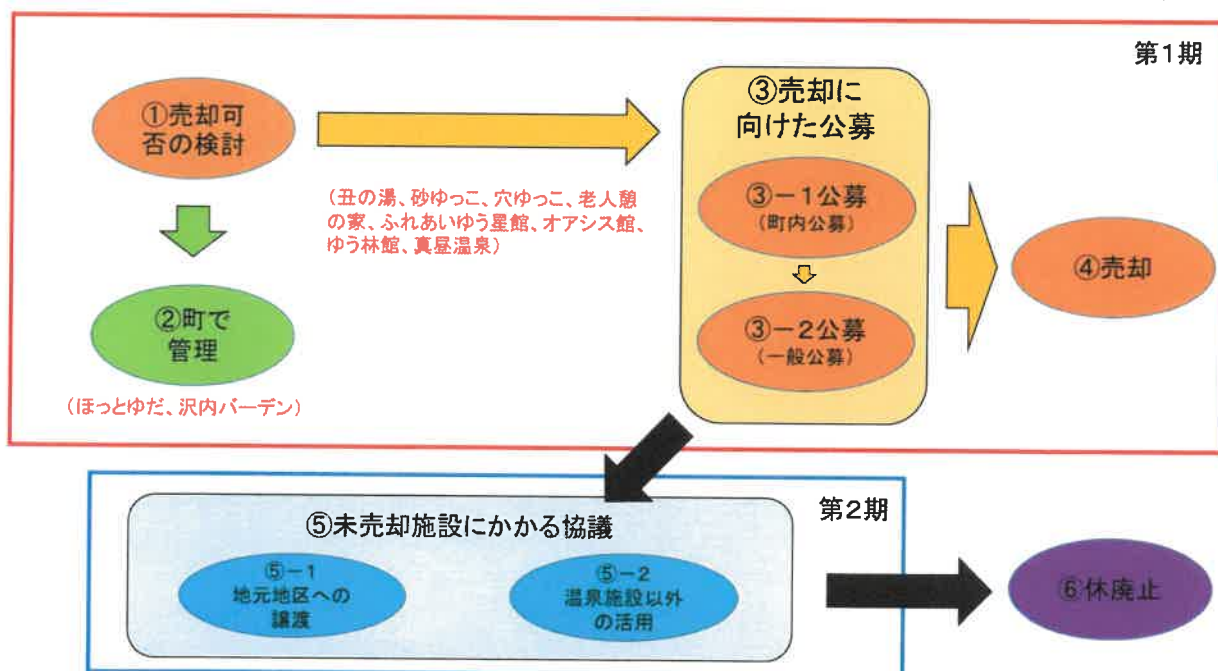 第1期
①売却可
否の検討
③売却に
向けた公募
(丑の湯、砂ゆっこ、穴ゆっこ、老人憩
の家、ふれあいゆう星館、オアシス館、
ゆう林館、真昼温泉)
③-1公募
(町内公募)
④売却
②町で
管理
③-2公募
(一般公募)
(ほっとゆだ、沢内バーデン)
第2期
⑤未売却施設にかかる協議
⑤-1
地元地区への
譲渡
⑤-2
温泉施設以外
の活用
⑥休廃止